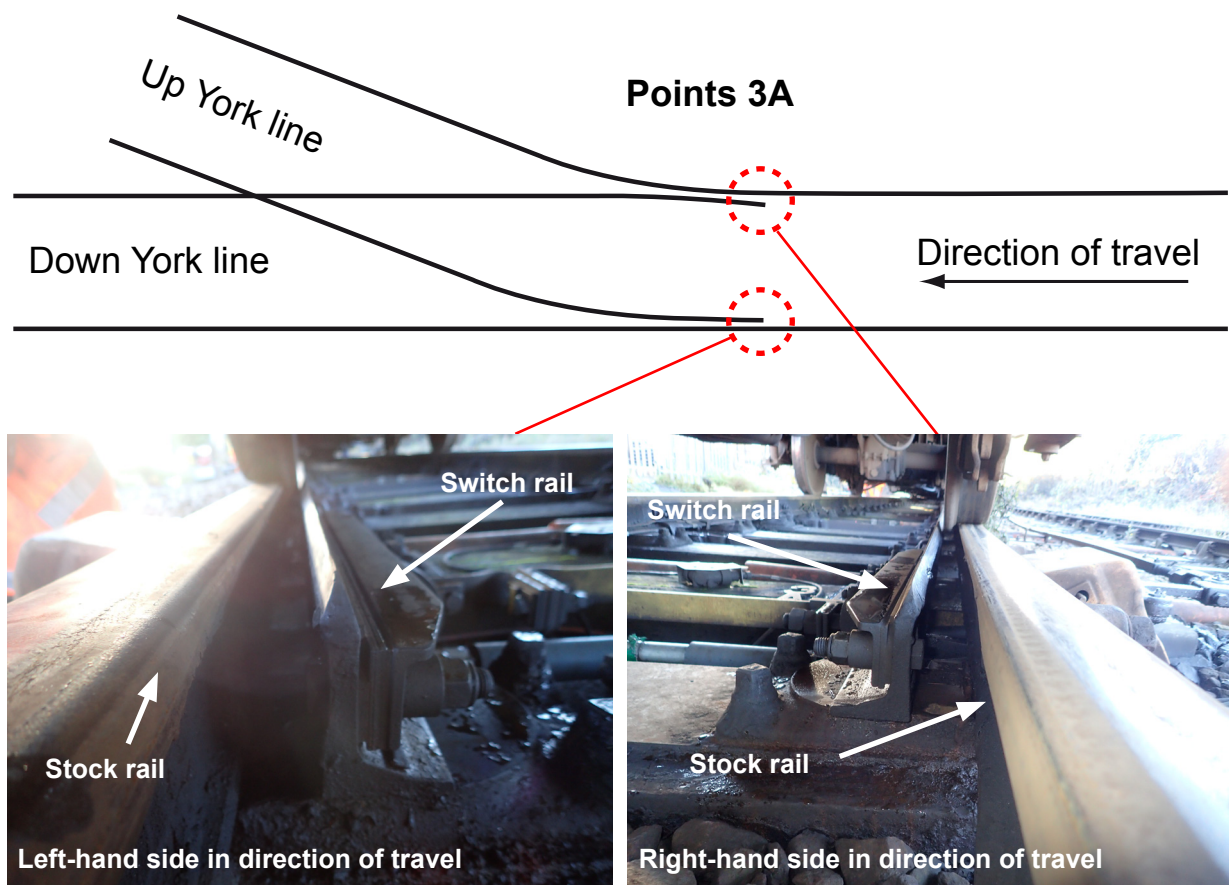 Up York line
Points 3A
Down York line
Direction of travel
Switch rail
Stock rail
Left-hand side in direction of travel
Switch rail
Stock rail
Right-hand side in direction of travel